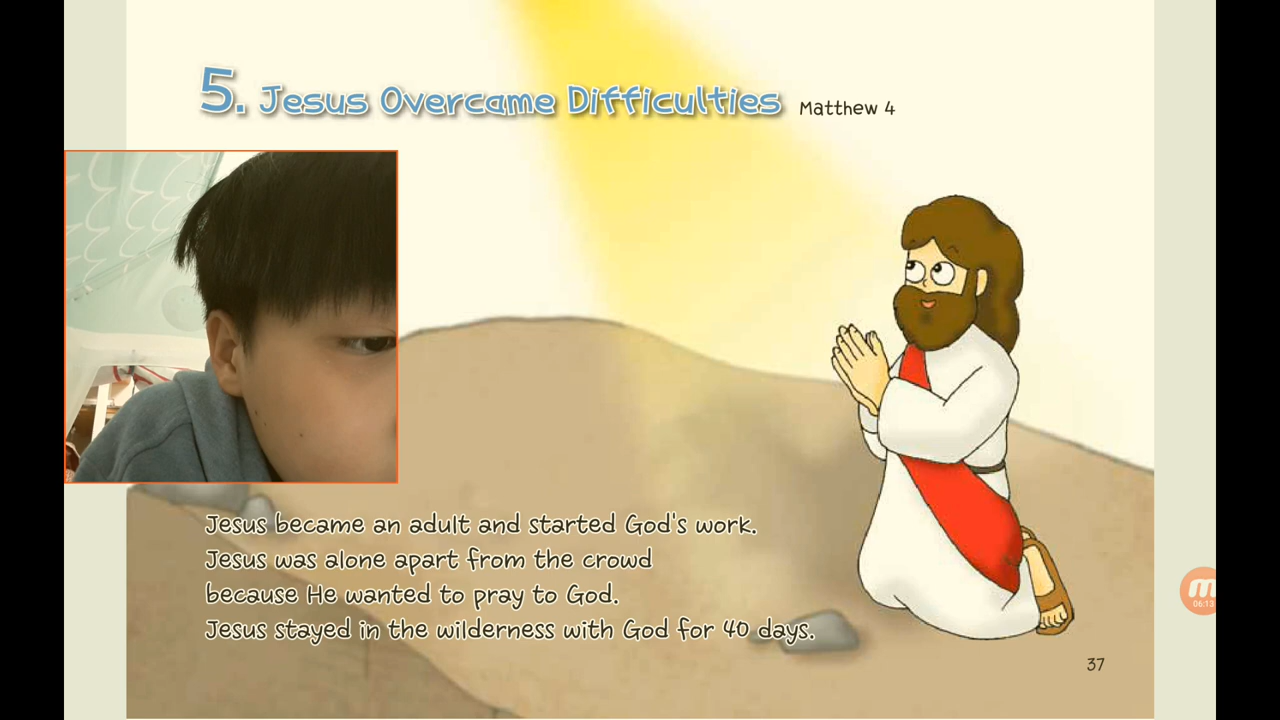 5. Jesus Overcame Difficulties Matthew 4
Jesus became an adult and started God's work.
Jesus was alone apart from the crowd
because He wanted to pray to God.
Jesus stayed in the wilderness with God for 40 days.
37
06:13